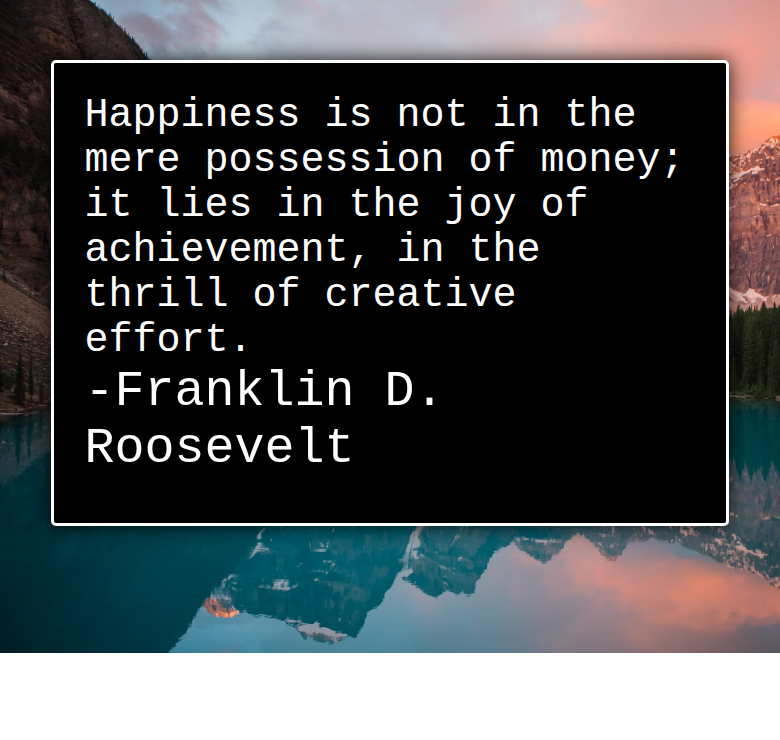 Happiness is not in the
mere possession of money;
it lies in the joy of
achievement, in the
thrill of creative
effort.
-Franklin D.
Roosevelt